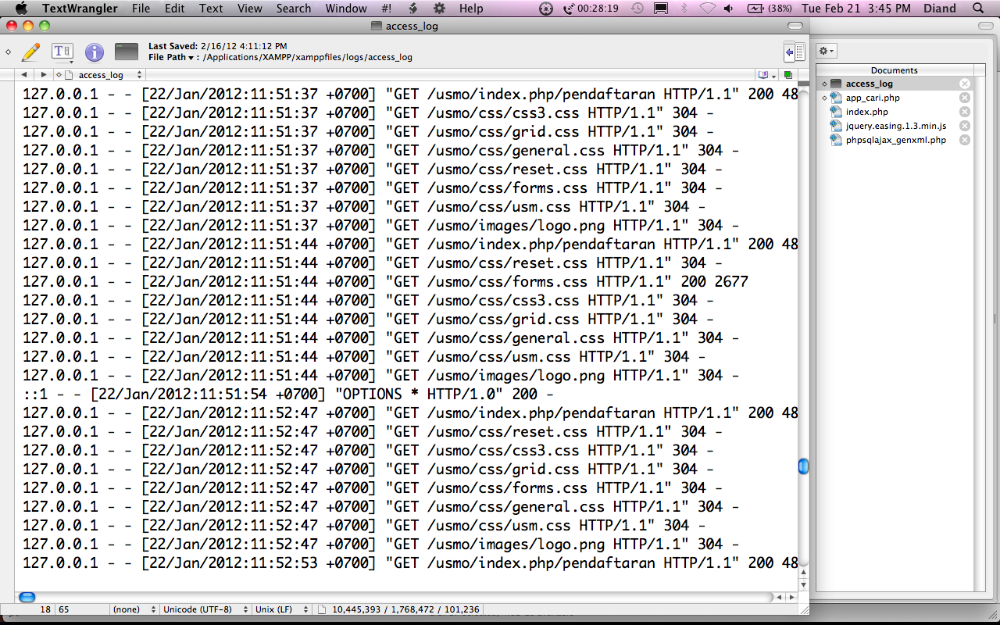 TextWrangler File Edit Text View Search Window #! Help 00:28:19 (38%) Tue Feb 21 3:45 PM Diand
access_log
Last Saved: 2/16/12 4:11:12 PM
File Path ▾ : /Applications/XAMPP/xamppfiles/logs/access_log
access_log
127.0.0.1 - - [22/Jan/2012:11:51:37 +0700] "GET /usmo/index.php/pendaftaran HTTP/1.1" 200 48
127.0.0.1 - - [22/Jan/2012:11:51:37 +0700] "GET /usmo/css/css3.css HTTP/1.1" 304 -
127.0.0.1 - - [22/Jan/2012:11:51:37 +0700] "GET /usmo/css/grid.css HTTP/1.1" 304 -
127.0.0.1 - - [22/Jan/2012:11:51:37 +0700] "GET /usmo/css/general.css HTTP/1.1" 304 -
127.0.0.1 - - [22/Jan/2012:11:51:37 +0700] "GET /usmo/css/reset.css HTTP/1.1" 304 -
127.0.0.1 - - [22/Jan/2012:11:51:37 +0700] "GET /usmo/css/forms.css HTTP/1.1" 304 -
127.0.0.1 - - [22/Jan/2012:11:51:37 +0700] "GET /usmo/css/usm.css HTTP/1.1" 304 -
127.0.0.1 - - [22/Jan/2012:11:51:37 +0700] "GET /usmo/images/logo.png HTTP/1.1" 304 -
127.0.0.1 - - [22/Jan/2012:11:51:44 +0700] "GET /usmo/index.php/pendaftaran HTTP/1.1" 200 48
127.0.0.1 - - [22/Jan/2012:11:51:44 +0700] "GET /usmo/css/reset.css HTTP/1.1" 304 -
127.0.0.1 - - [22/Jan/2012:11:51:44 +0700] "GET /usmo/css/forms.css HTTP/1.1" 200 2677
127.0.0.1 - - [22/Jan/2012:11:51:44 +0700] "GET /usmo/css/css3.css HTTP/1.1" 304 -
127.0.0.1 - - [22/Jan/2012:11:51:44 +0700] "GET /usmo/css/grid.css HTTP/1.1" 304 -
127.0.0.1 - - [22/Jan/2012:11:51:44 +0700] "GET /usmo/css/general.css HTTP/1.1" 304 -
127.0.0.1 - - [22/Jan/2012:11:51:44 +0700] "GET /usmo/css/usm.css HTTP/1.1" 304 -
127.0.0.1 - - [22/Jan/2012:11:51:44 +0700] "GET /usmo/images/logo.png HTTP/1.1" 304 -
::1 - - [22/Jan/2012:11:51:54 +0700] "OPTIONS * HTTP/1.0" 200 -
127.0.0.1 - - [22/Jan/2012:11:52:47 +0700] "GET /usmo/index.php/pendaftaran HTTP/1.1" 200 48
127.0.0.1 - - [22/Jan/2012:11:52:47 +0700] "GET /usmo/css/reset.css HTTP/1.1" 304 -
127.0.0.1 - - [22/Jan/2012:11:52:47 +0700] "GET /usmo/css/css3.css HTTP/1.1" 304 -
127.0.0.1 - - [22/Jan/2012:11:52:47 +0700] "GET /usmo/css/grid.css HTTP/1.1" 304 -
127.0.0.1 - - [22/Jan/2012:11:52:47 +0700] "GET /usmo/css/forms.css HTTP/1.1" 304 -
127.0.0.1 - - [22/Jan/2012:11:52:47 +0700] "GET /usmo/css/general.css HTTP/1.1" 304 -
127.0.0.1 - - [22/Jan/2012:11:52:47 +0700] "GET /usmo/css/usm.css HTTP/1.1" 304 -
127.0.0.1 - - [22/Jan/2012:11:52:47 +0700] "GET /usmo/images/logo.png HTTP/1.1" 304 -
127.0.0.1 - - [22/Jan/2012:11:52:53 +0700] "GET /usmo/index.php/pendaftaran HTTP/1.1" 200 48
18 65 (none) Unicode (UTF-8) Unix (LF) 10,445,393 / 1,768,472 / 101,236
Documents
access_log
app_cari.php
index.php
jquery.easing.1.3.min.js
phpsqlajax_genxml.php